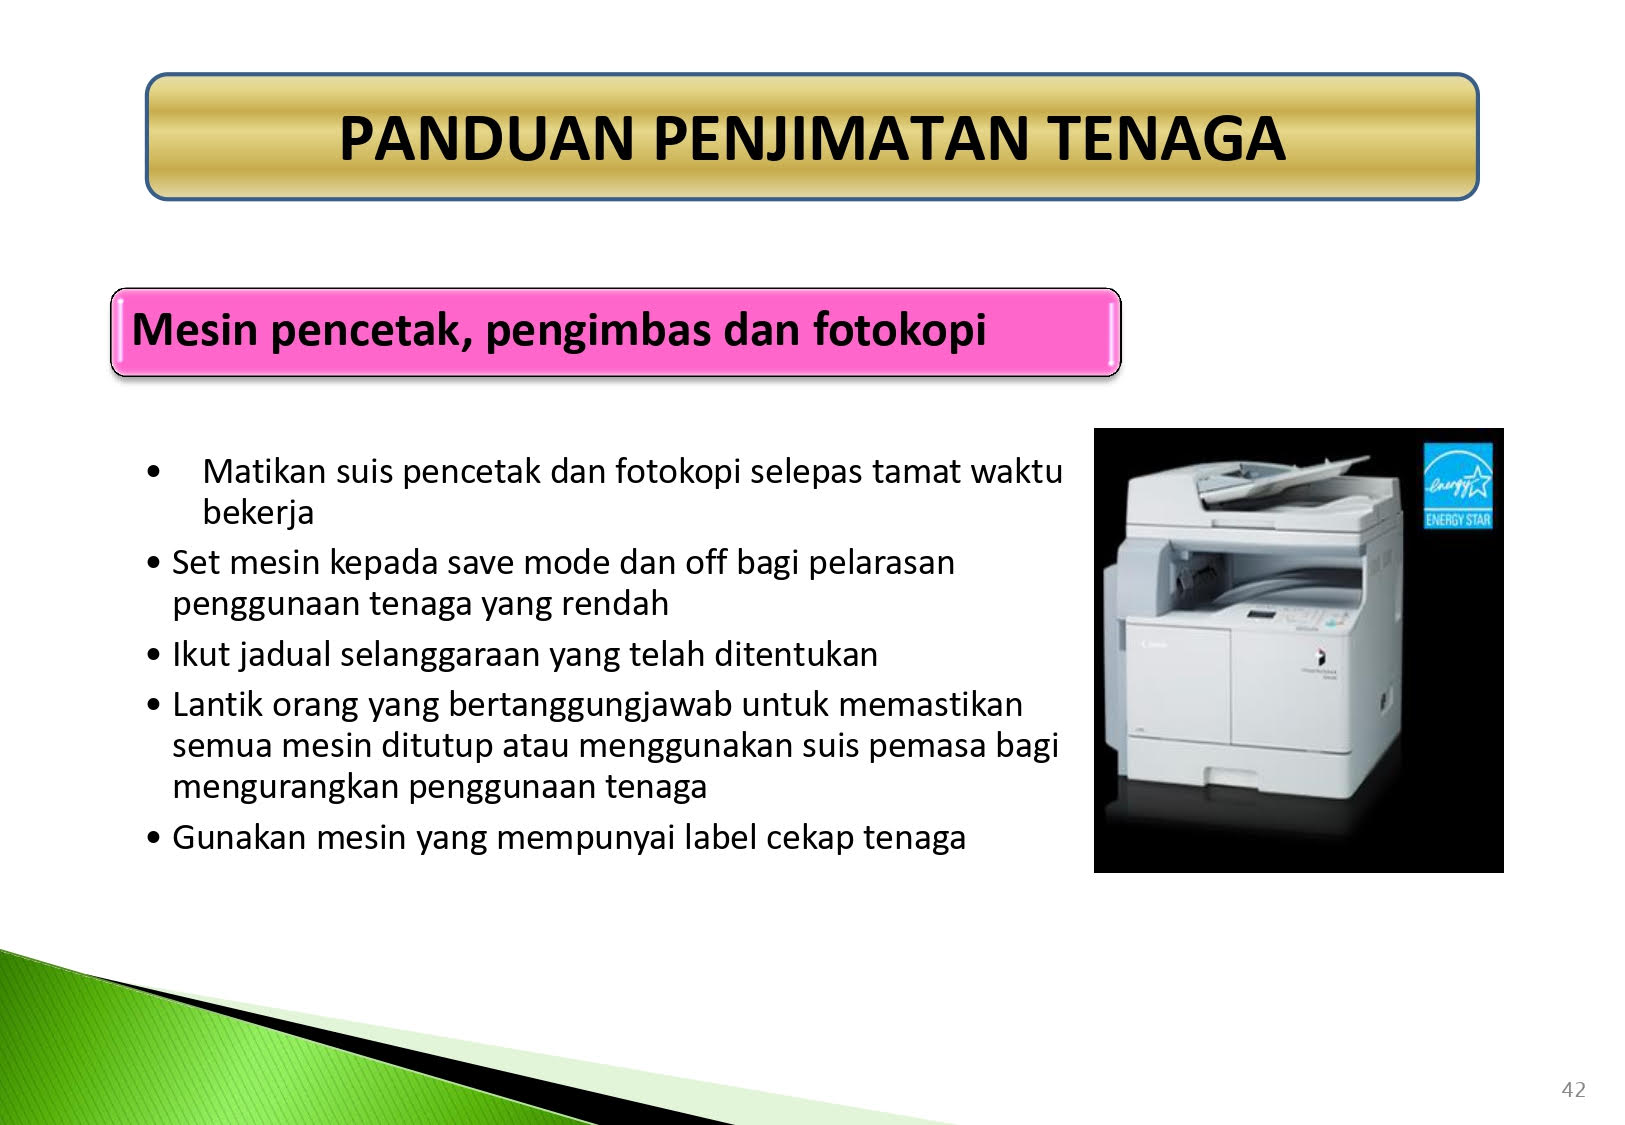 PANDUAN PENJIMATAN TENAGA
Mesin pencetak, pengimbas dan fotokopi
• Matikan suis pencetak dan fotokopi selepas tamat waktu
bekerja
• Set mesin kepada save mode dan off bagi pelarasan
penggunaan tenaga yang rendah
• Ikut jadual selanggaraan yang telah ditentukan
• Lantik orang yang bertanggungjawab untuk memastikan
semua mesin ditutup atau menggunakan suis pemasa bagi
mengurangkan penggunaan tenaga
• Gunakan mesin yang mempunyai label cekap tenaga
energy
ENERGY STAR
Canon
42